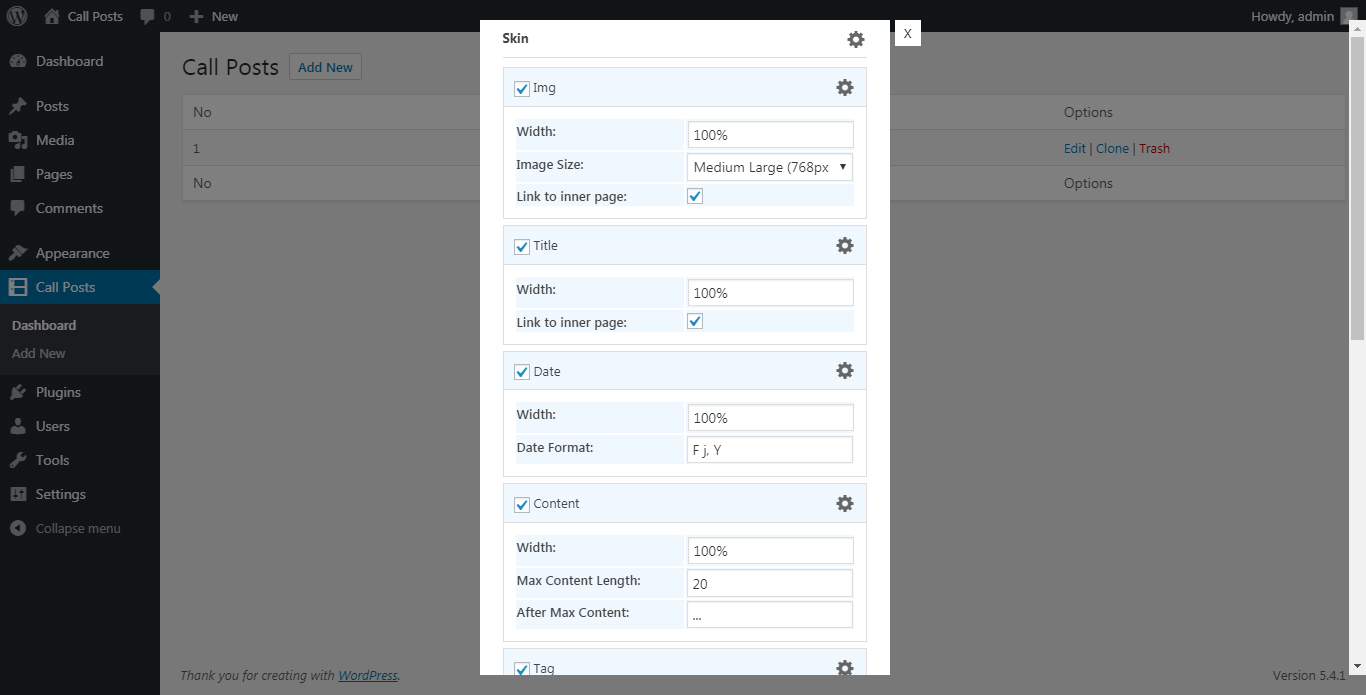 Call Posts 0 New Howdy, admin
Dashboard
Posts
Media
Pages
Comments
Appearance
Call Posts
Dashboard
Add New
Plugins
Users
Tools
Settings
Collapse menu
Call Posts Add New
No Options
1 Edit | Clone | Trash
No Options
Skin
X
Img
Width: 100%
Image Size: Medium Large (768px
Link to inner page:
Title
Width: 100%
Link to inner page:
Date
Width: 100%
Date Format: F j, Y
Content
Width: 100%
Max Content Length: 20
After Max Content: ...
Tag
Thank you for creating with WordPress. Version 5.4.1